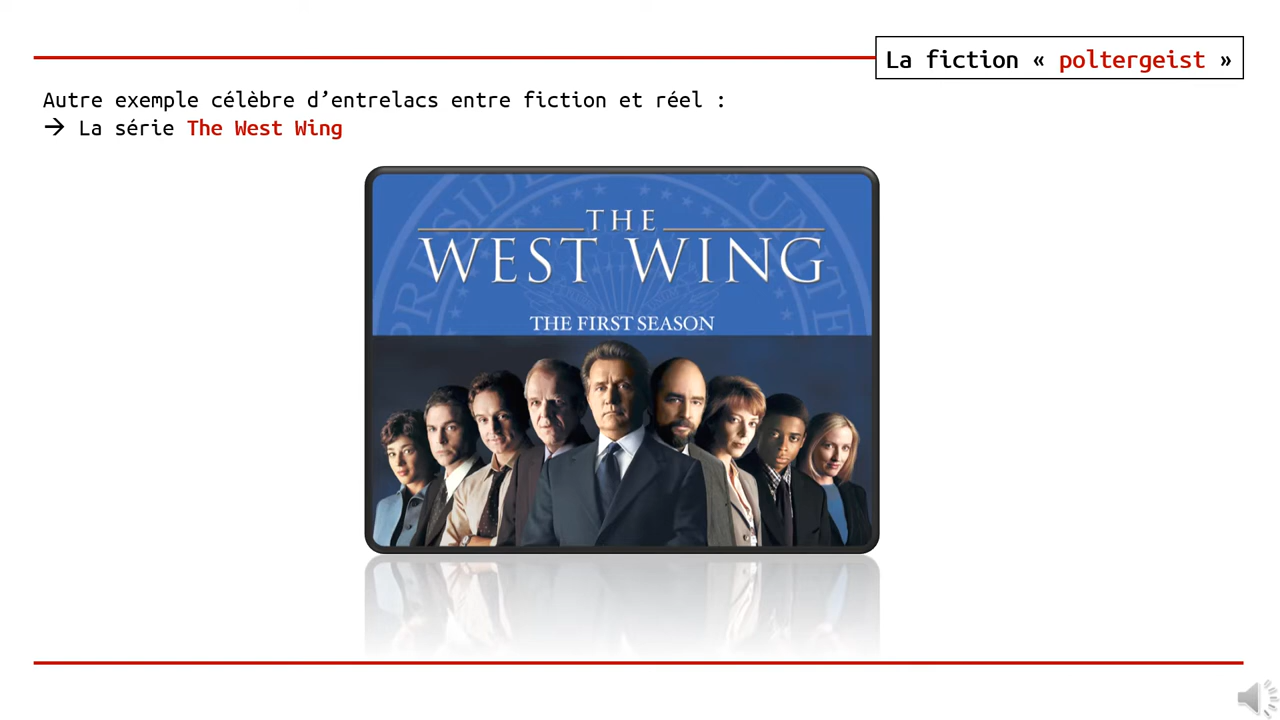 La fiction « poltergeist »
Autre exemple célèbre d’entrelacs entre fiction et réel :
→ La série The West Wing
THE
WEST WING
THE FIRST SEASON